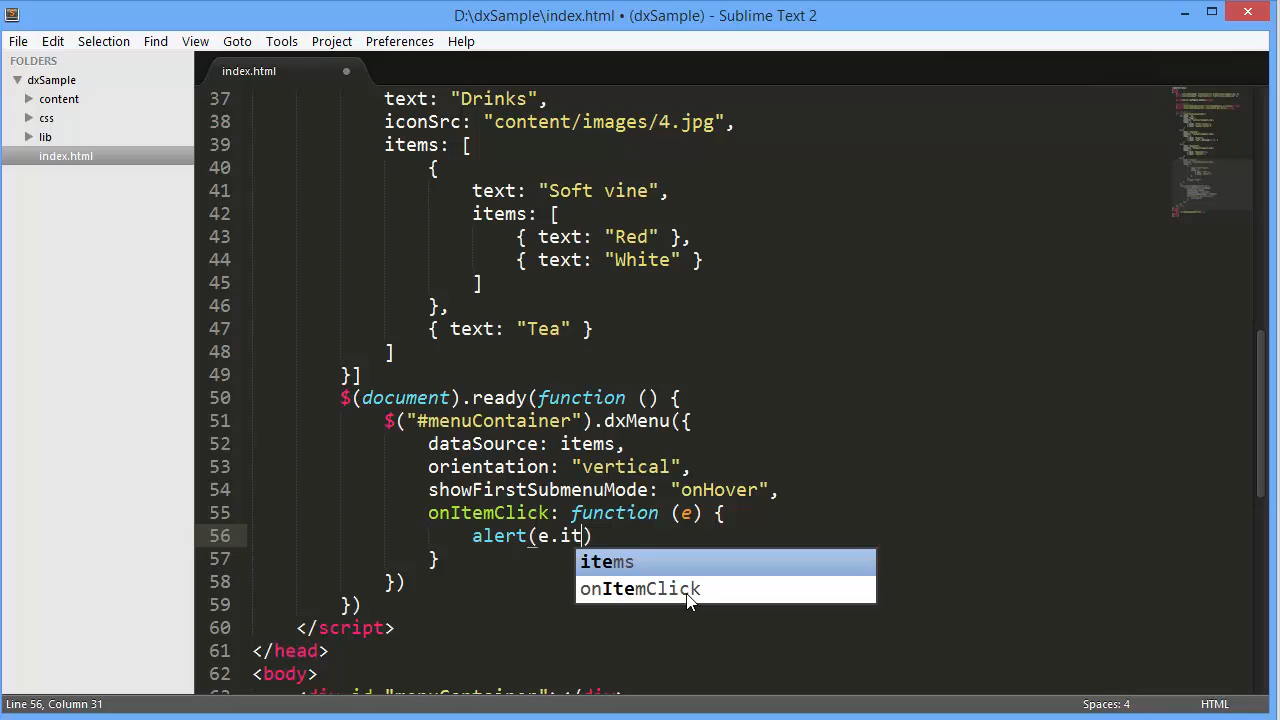 D:\dxSample\index.html • (dxSample) - Sublime Text 2
File Edit Selection Find View Goto Tools Project Preferences Help
FOLDERS
dxSample
content
css
lib
index.html
index.html
37 text: "Drinks",
38 iconSrc: "content/images/4.jpg",
39 items: [
40 {
41 text: "Soft vine",
42 items: [
43 { text: "Red" },
44 { text: "White" }
45 ]
46 },
47 { text: "Tea" }
48 ]
49 }]
50 $(document).ready(function () {
51 $("#menuContainer").dxMenu({
52 dataSource: items,
53 orientation: "vertical",
54 showFirstSubmenuMode: "onHover",
55 onItemClick: function (e) {
56 alert(e.it)
items
onItemClick
57 }
58 })
59 })
60 </script>
61 </head>
62 <body>
63 <div id="menuContainer"></div>
Line 56, Column 31 Spaces: 4 HTML